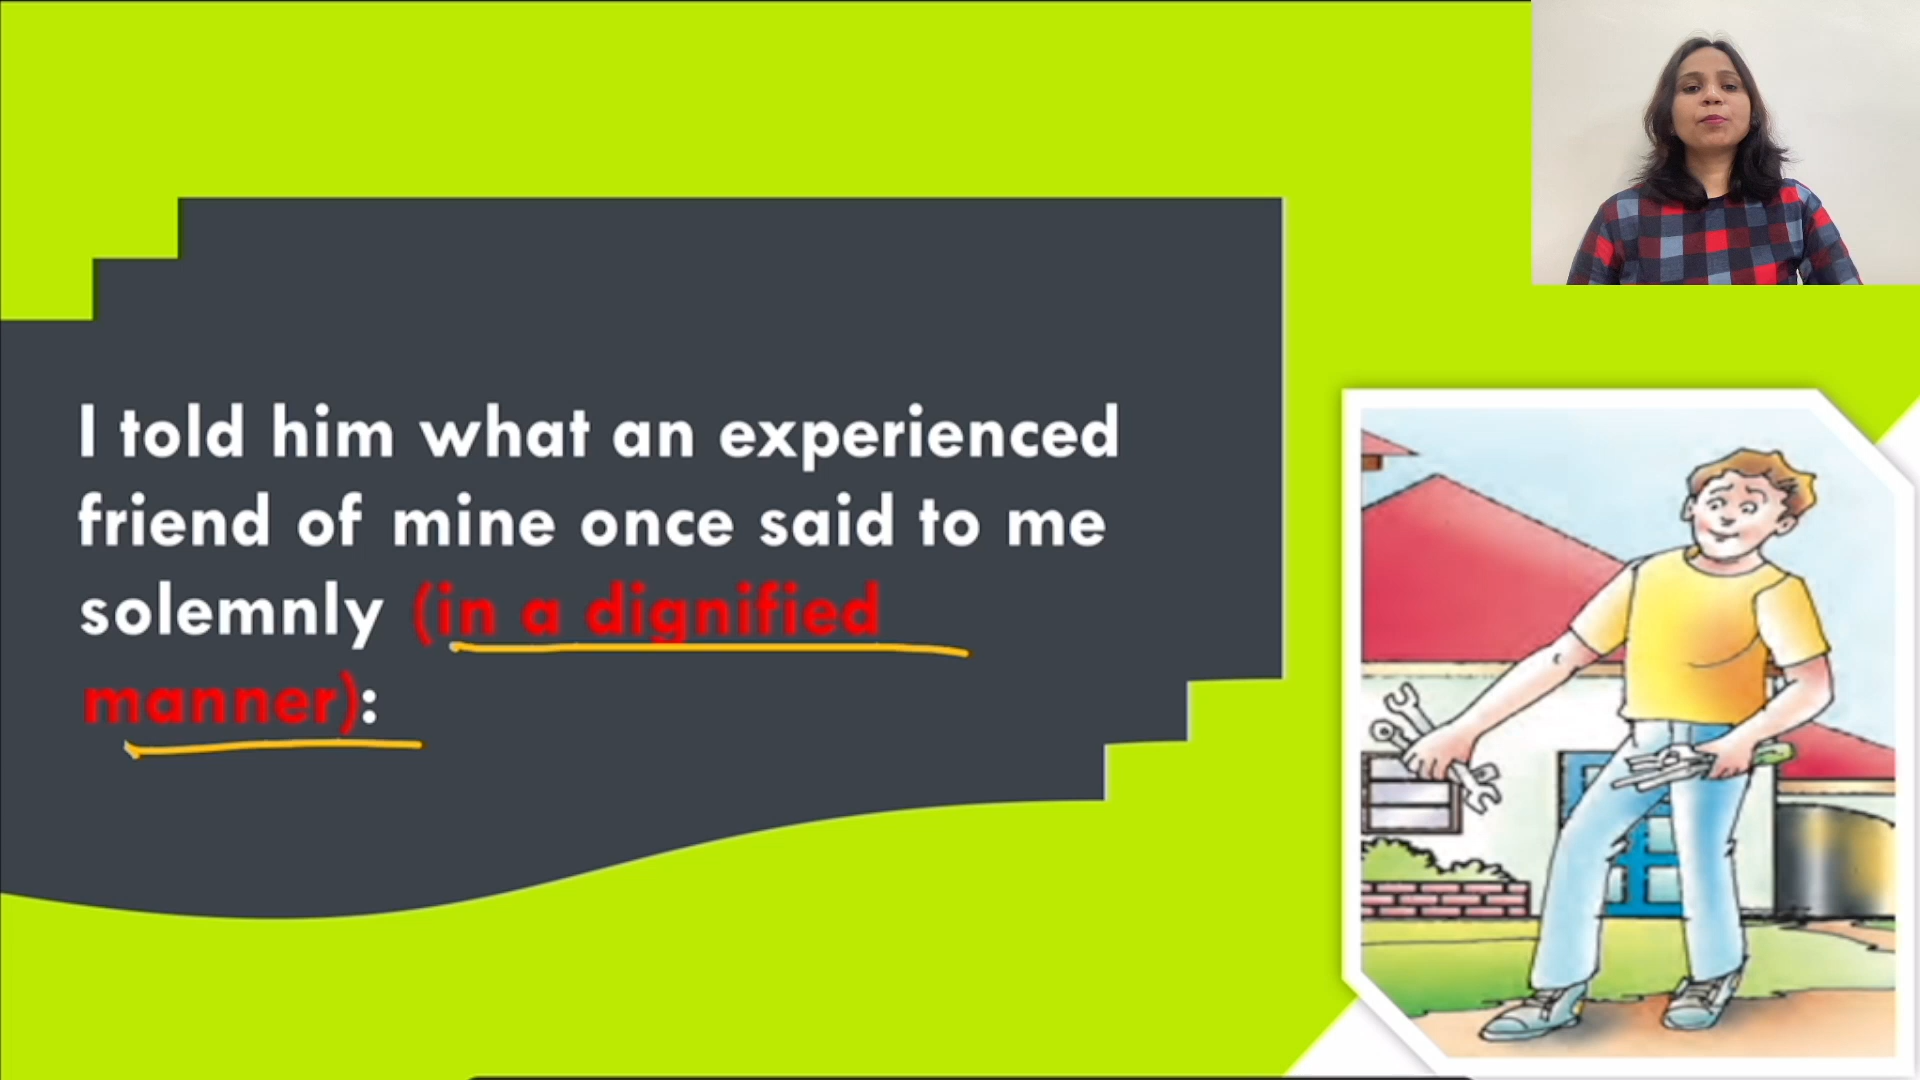 I told him what an experienced
friend of mine once said to me
solemnly (in a dignified
manner):